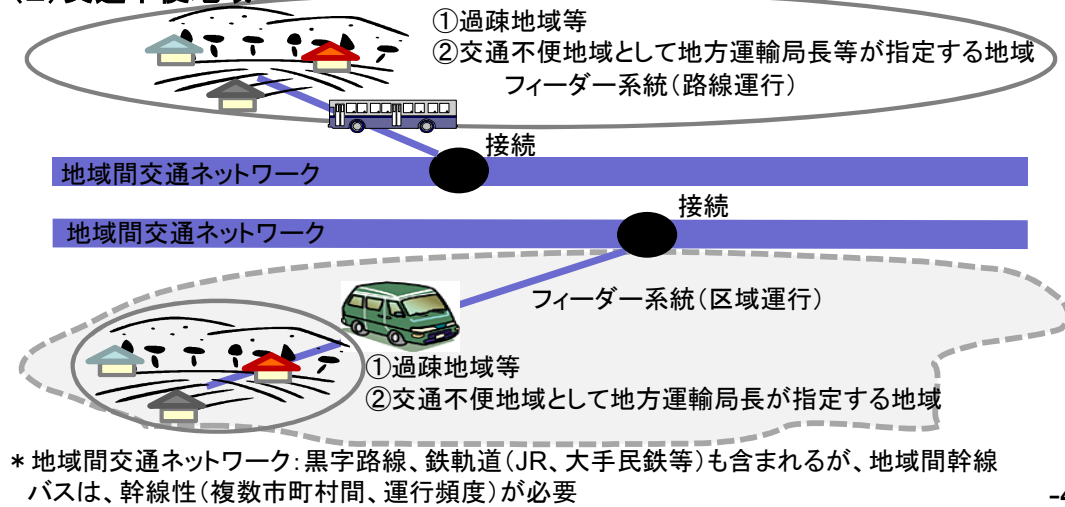 ①過疎地域等
②交通不便地域として地方運輸局長等が指定する地域
フィーダー系統(路線運行)
接続
地域間交通ネットワーク
接続
地域間交通ネットワーク
フィーダー系統(区域運行)
①過疎地域等
②交通不便地域として地方運輸局長が指定する地域
*地域間交通ネットワーク:黒字路線、鉄軌道(JR、大手民鉄等)も含まれるが、地域間幹線
バスは、幹線性(複数市町村間、運行頻度)が必要